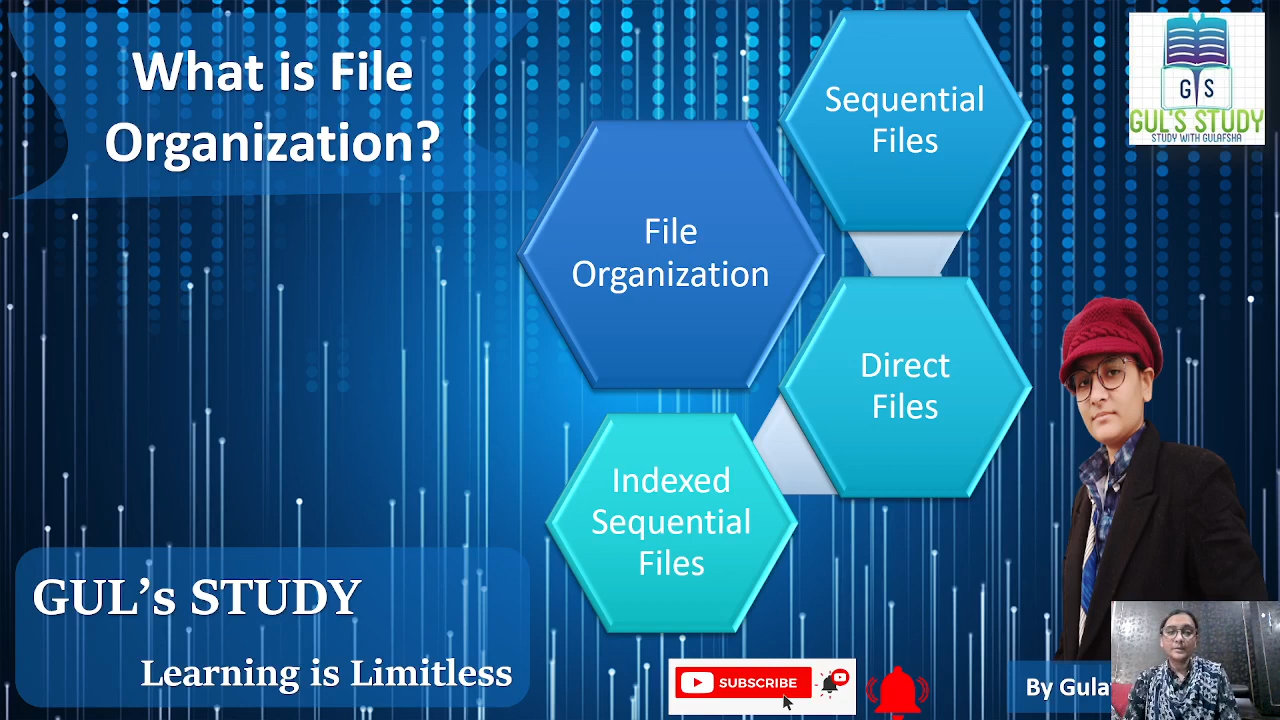 What is File
Organization?
File
Organization
Sequential
Files
Direct
Files
Indexed
Sequential
Files
G S
GUL'S STUDY
STUDY WITH GULAFSHA
GUL's STUDY
Learning is Limitless
SUBSCRIBE
By Gula